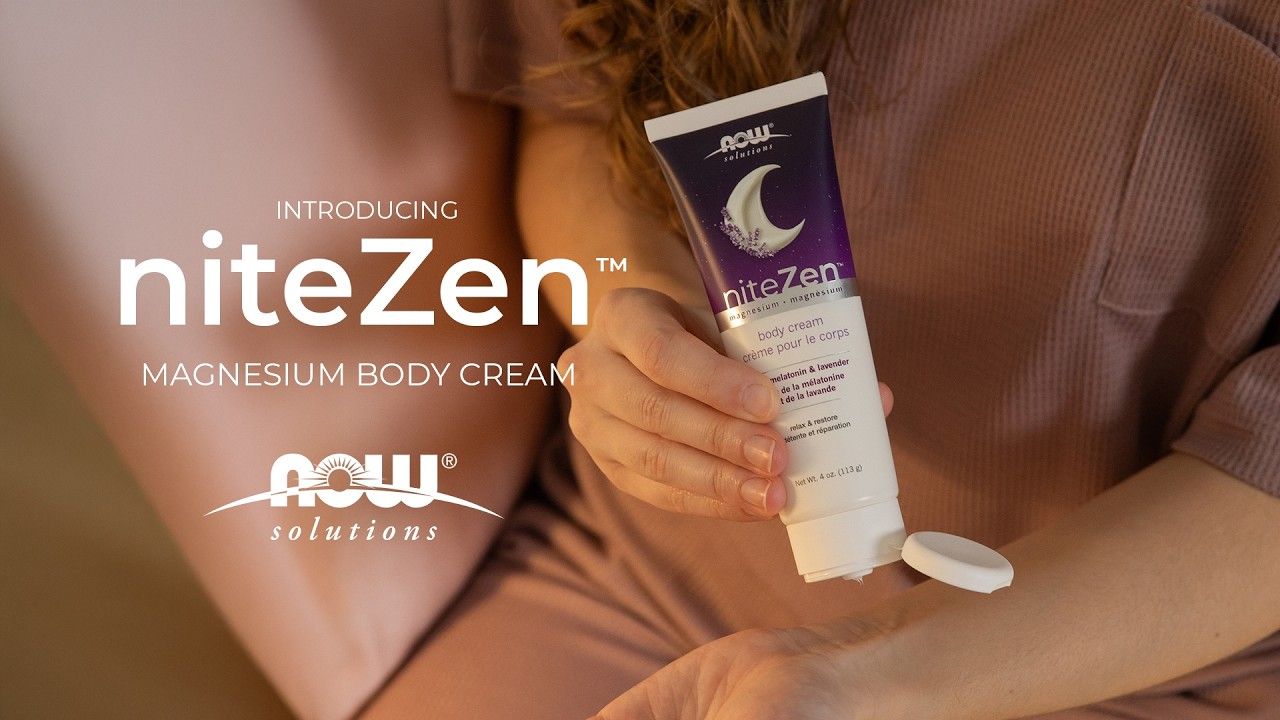 INTRODUCING
niteZen™
MAGNESIUM BODY CREAM
NOW®
solutions
NOW®
solutions
niteZen™
magnesium • magnésium
body cream
crème pour le corps
melatonin & lavender
de la mélatonine
de la lavande
relax & restore
détente et réparation
Net Wt. 4 oz. (113 g)